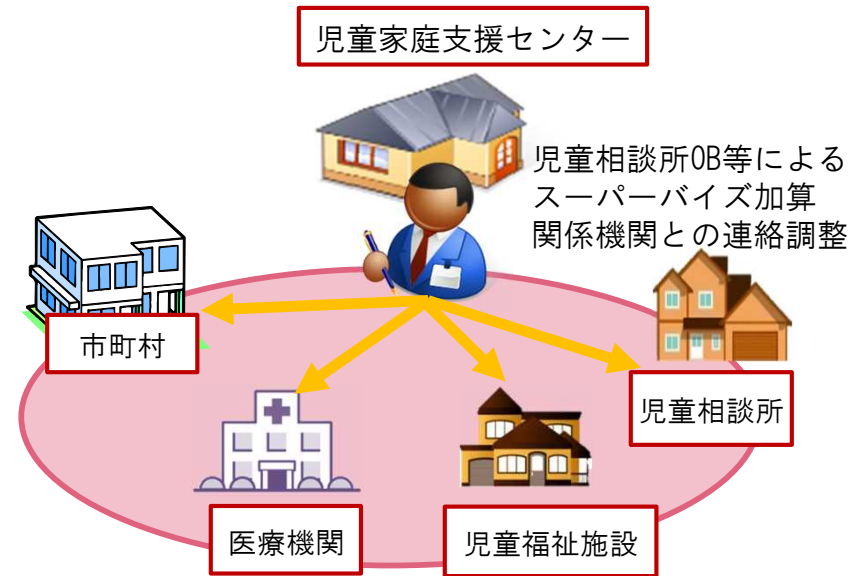 児童家庭支援センター
児童相談所OB等による
スーパーバイズ加算
関係機関との連絡調整
市町村
児童相談所
医療機関
児童福祉施設